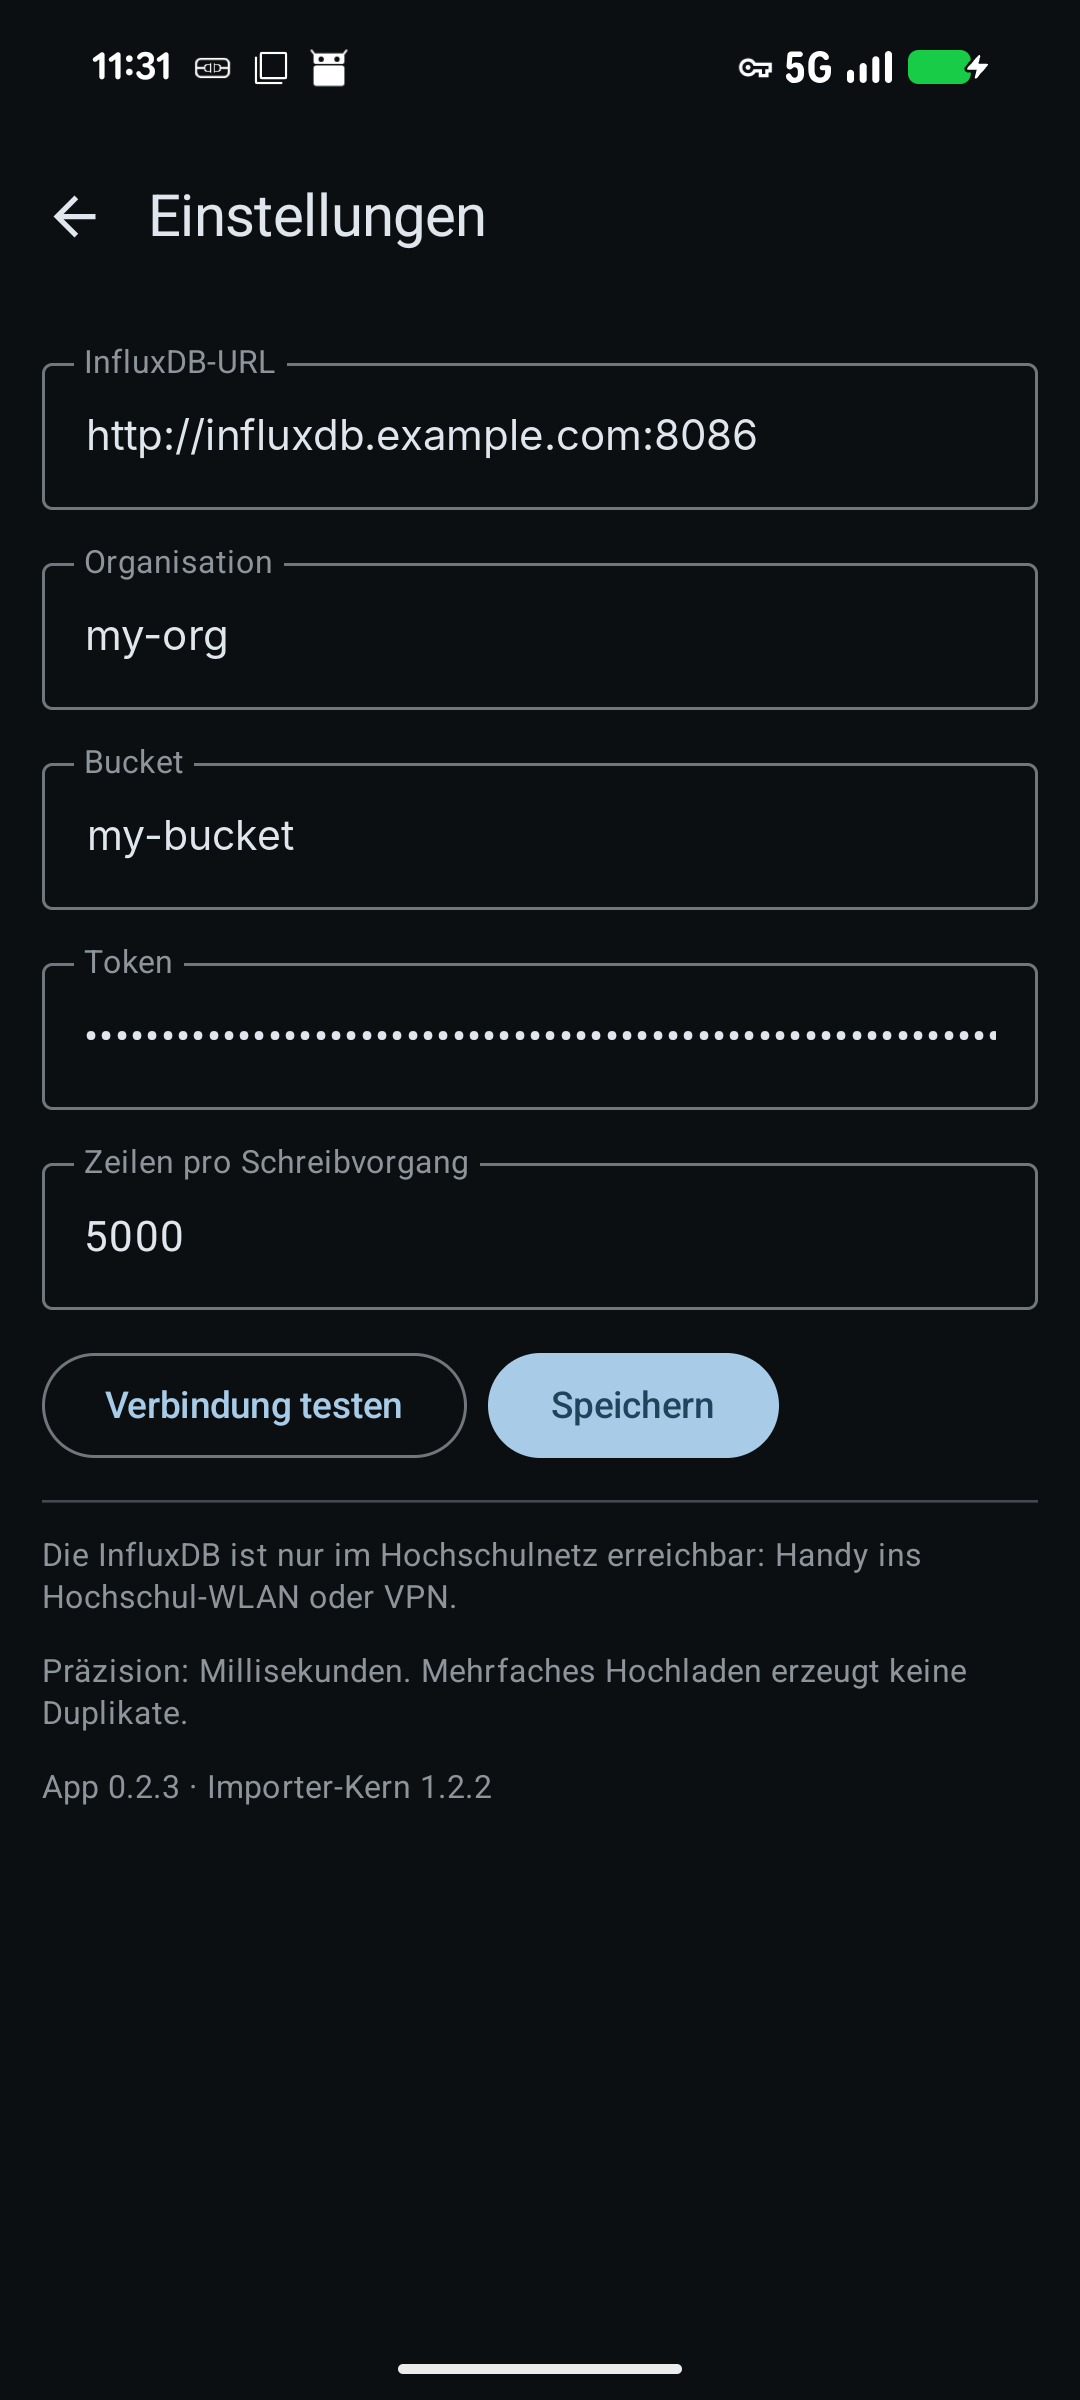 11:31
5G
Einstellungen
InfluxDB-URL
http://influxdb.example.com:8086
Organisation
my-org
Bucket
my-bucket
Token
Zeilen pro Schreibvorgang
5000
Verbindung testen
Speichern
Die InfluxDB ist nur im Hochschulnetz erreichbar: Handy ins
Hochschul-WLAN oder VPN.
Präzision: Millisekunden. Mehrfaches Hochladen erzeugt keine
Duplikate.
App 0.2.3 · Importer-Kern 1.2.2